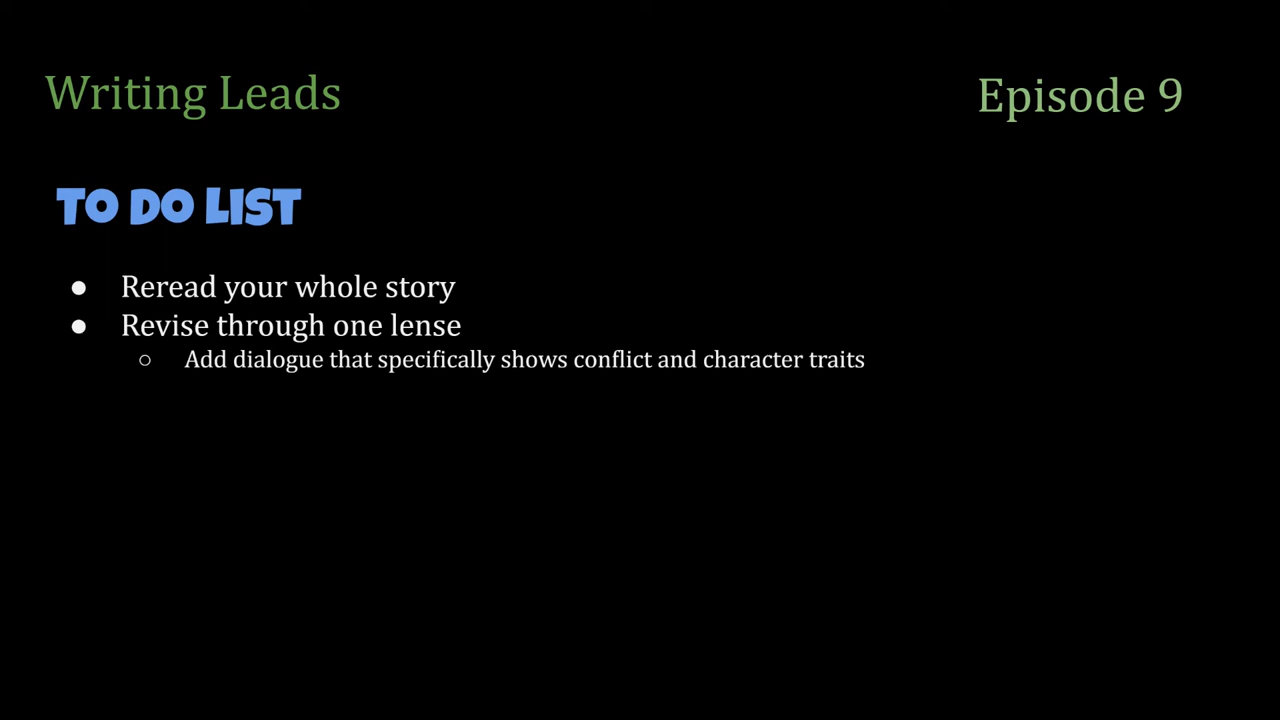 Writing Leads
Episode 9
TO DO LIST
● Reread your whole story
● Revise through one lense
○ Add dialogue that specifically shows conflict and character traits